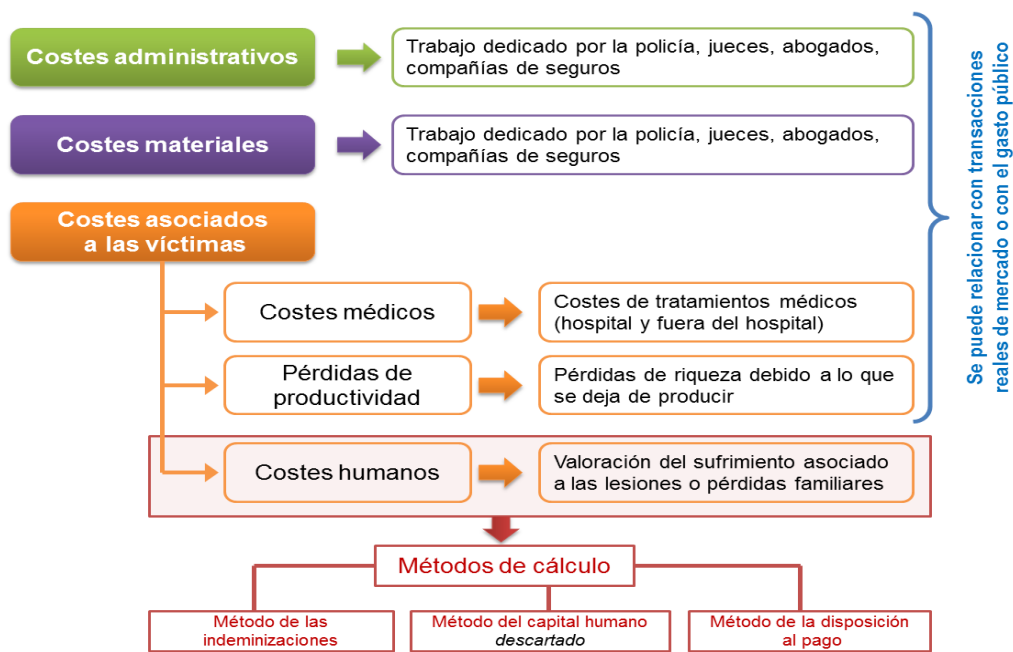 Costes administrativos
Trabajo dedicado por la policía, jueces, abogados,
compañías de seguros
Costes materiales
Trabajo dedicado por la policía, jueces, abogados,
compañías de seguros
Costes asociados
a las víctimas
Costes médicos
Costes de tratamientos médicos
(hospital y fuera del hospital)
Pérdidas de
productividad
Pérdidas de riqueza debido a lo que
se deja de producir
Costes humanos
Valoración del sufrimiento asociado
a las lesiones o pérdidas familiares
Se puede relacionar con transacciones
reales de mercado o con el gasto público
Métodos de cálculo
Método de las
indeminizaciones
Método del capital humano
descartado
Método de la disposición
al pago